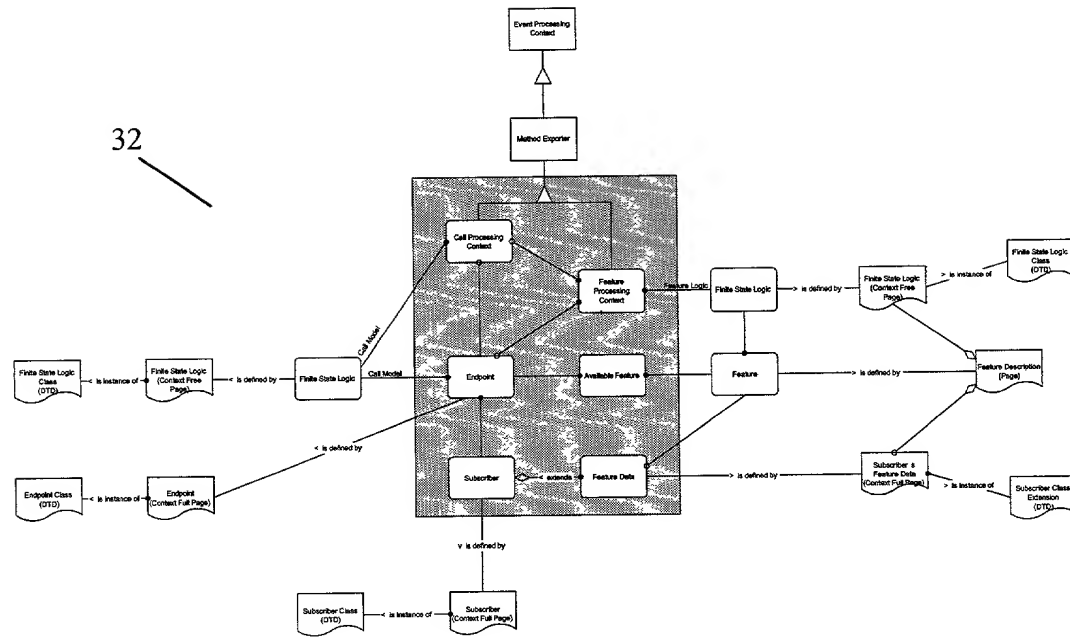 Event Processing
Context
32
Method Exporter
Call Processing
Context
Feature
Processing
Context
Feature Logic
Finite State Logic
> is defined by
Finite State Logic
(Context Free
Page)
> is instance of
Finite State Logic
Class
(DTD)
Call Model
Finite State Logic
Class
(DTD)
< is instance of
Finite State Logic
(Context Free
Page)
< is defined by
Finite State Logic
Call Model
Endpoint
Available Feature
Feature
> is defined by
Feature Description
(Page)
< is defined by
Endpoint Class
(DTD)
< is instance of
Endpoint
(Context Full Page)
Subscriber
< extends
Feature Data
> is defined by
Subscriber s
Feature Data
(Context Full Page)
> is instance of
Subscriber Class
Extension
(DTD)
v is defined by
Subscriber Class
(DTD)
< is instance of
Subscriber
(Context Full Page)